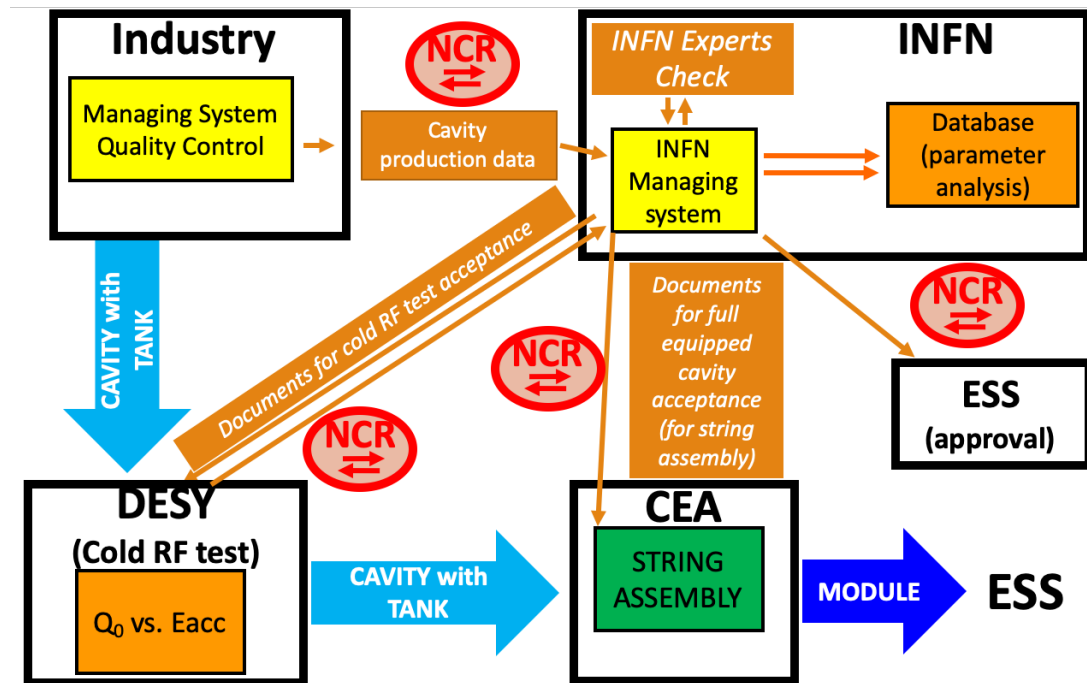 Industry
Managing System
Quality Control
NCR
Cavity
production data
INFN Experts
Check
INFN
INFN
Managing
system
Database
(parameter
analysis)
CAVITY with
TANK
Documents for cold RF test acceptance
NCR
NCR
Documents
for full
equipped
cavity
acceptance
(for string
assembly)
NCR
ESS
(approval)
DESY
(Cold RF test)
Q₀ vs. Eacc
CAVITY with
TANK
CEA
STRING
ASSEMBLY
MODULE
ESS